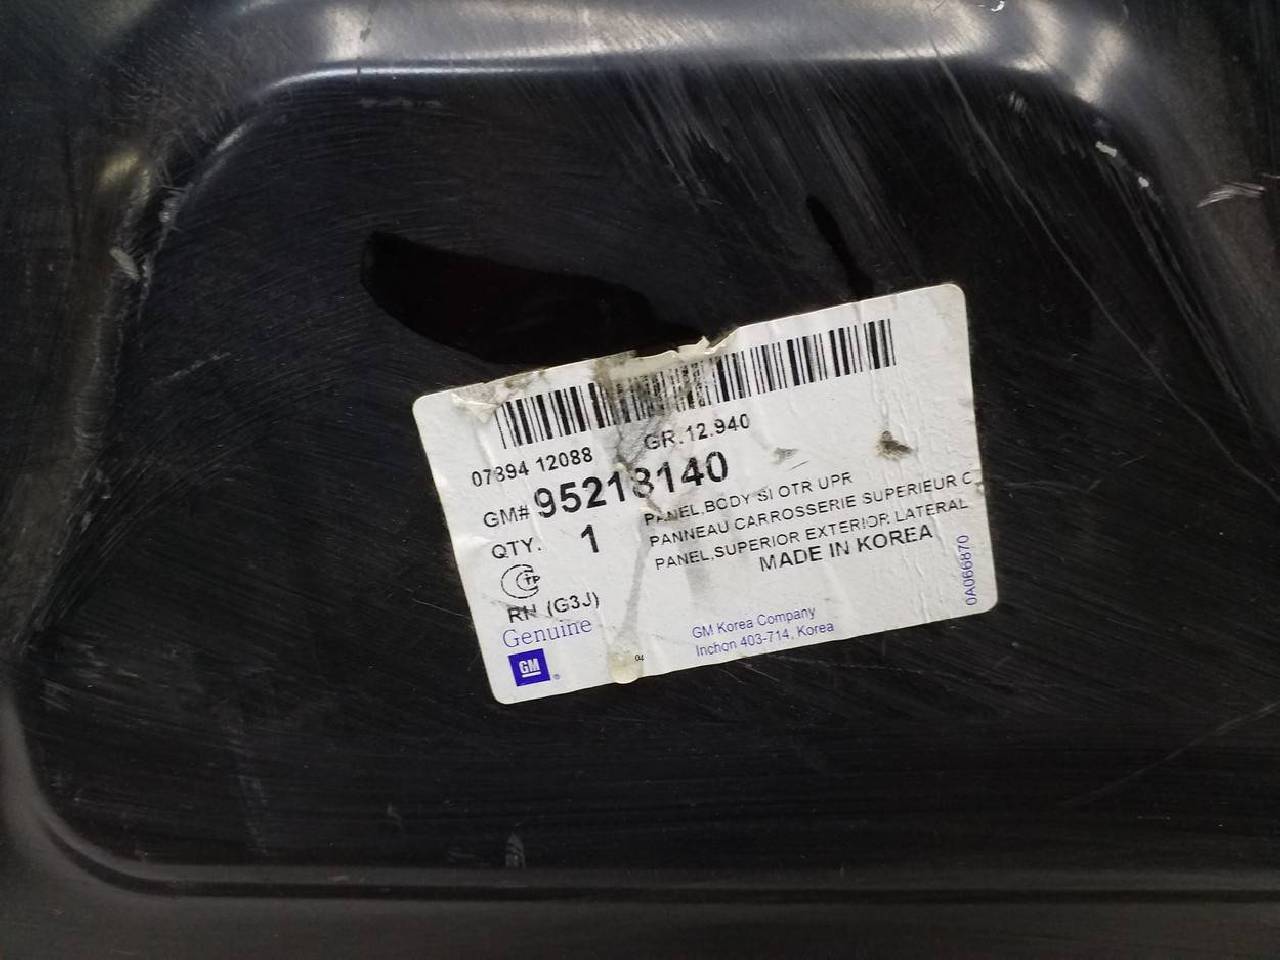 07394 12088 GR.12.940
GM# 95218140
QTY. 1
PANEL,BODY SI OTR UPR
PANNEAU CARROSSERIE SUPERIEUR C
PANEL,SUPERIOR EXTERIOR LATERAL
MADE IN KOREA
RN (G3J)
Genuine
GM
GM Korea Company
Inchon 403-714, Korea
0A066870